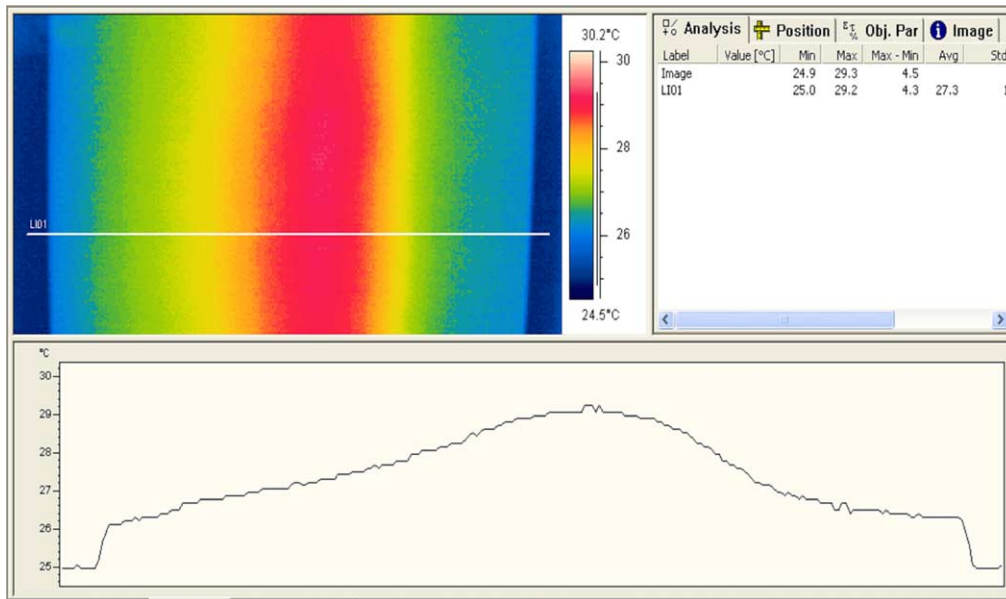 LI01
30.2°C
30
28
26
24.5°C
Analysis Position Obj. Par Image
Label Value [°C] Min Max Max - Min Avg
Image 24.9 29.3 4.5
LI01 25.0 29.2 4.3 27.3
°C
30
29
28
27
26
25